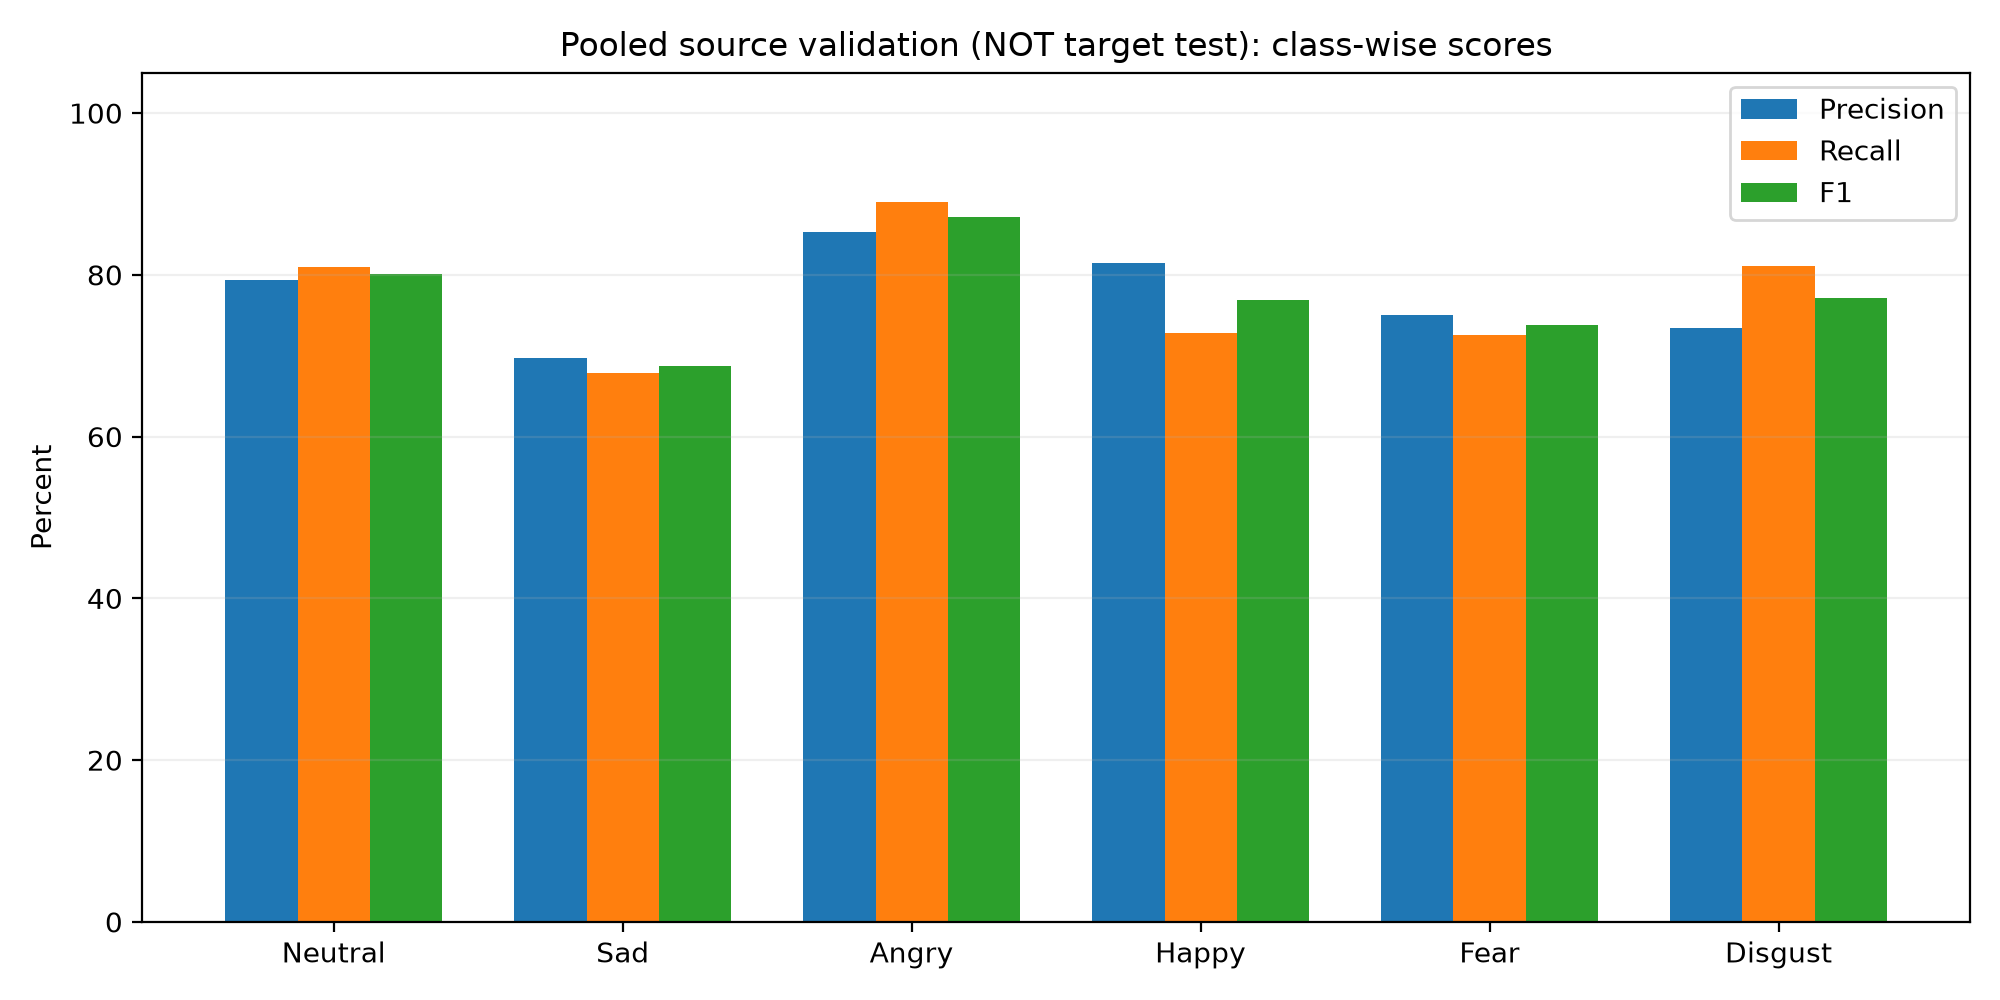 Pooled source validation (NOT target test): class-wise scores
Precision
Recall
F1
100
80
60
40
20
0
Percent
Neutral
Sad
Angry
Happy
Fear
Disgust